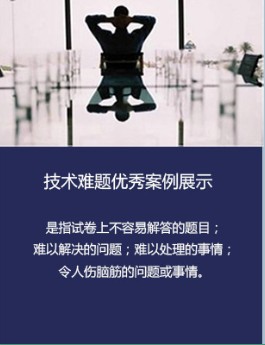 技术难题优秀案例展示
是指试卷上不容易解答的题目；
难以解决的问题；难以处理的事情；
令人伤脑筋的问题或事情。